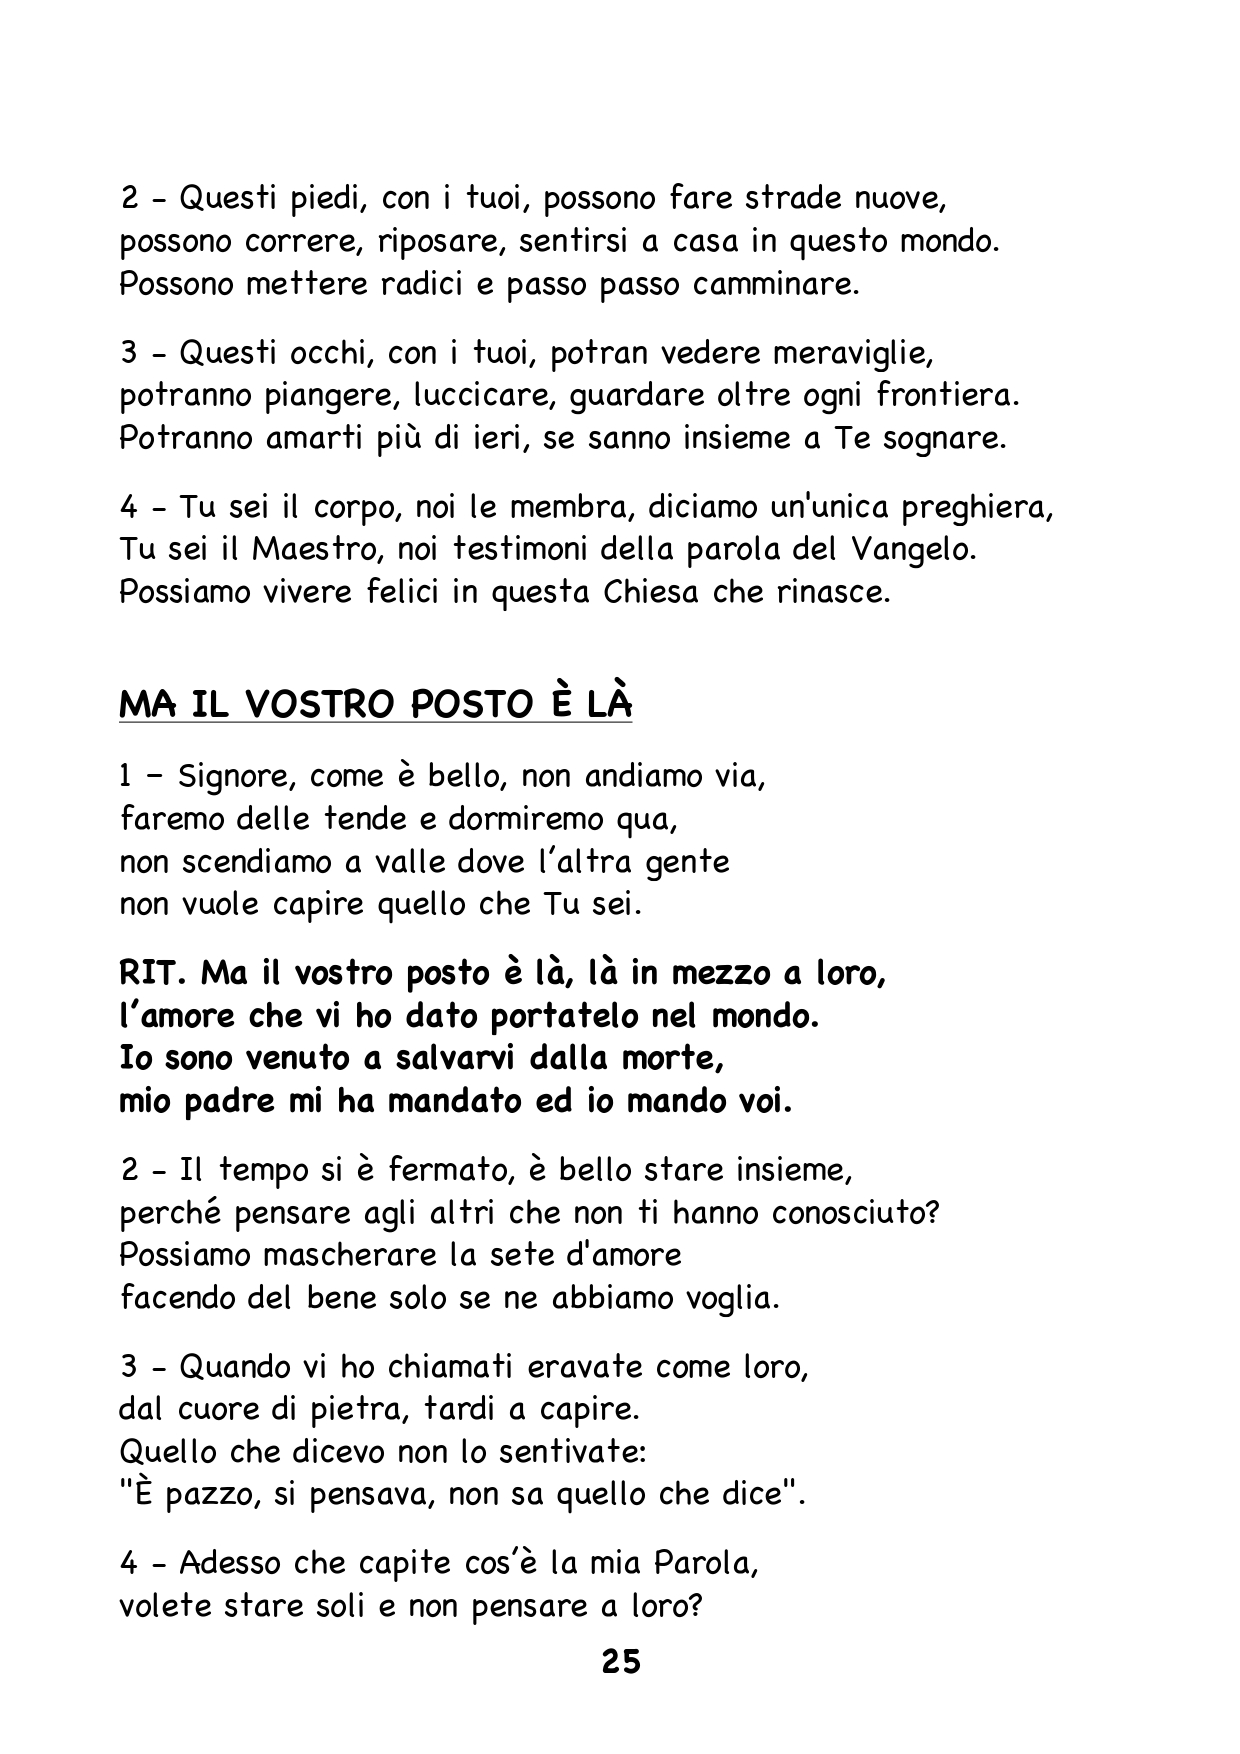 2 - Questi piedi, con i tuoi, possono fare strade nuove,
possono correre, riposare, sentirsi a casa in questo mondo.
Possono mettere radici e passo passo camminare.
3 - Questi occhi, con i tuoi, potran vedere meraviglie,
potranno piangere, luccicare, guardare oltre ogni frontiera.
Potranno amarti più di ieri, se sanno insieme a Te sognare.
4 - Tu sei il corpo, noi le membra, diciamo un'unica preghiera,
Tu sei il Maestro, noi testimoni della parola del Vangelo.
Possiamo vivere felici in questa Chiesa che rinasce.
MA IL VOSTRO POSTO È LÀ
1 – Signore, come è bello, non andiamo via,
faremo delle tende e dormiremo qua,
non scendiamo a valle dove l’altra gente
non vuole capire quello che Tu sei.
RIT. Ma il vostro posto è là, là in mezzo a loro,
l’amore che vi ho dato portatelo nel mondo.
Io sono venuto a salvarvi dalla morte,
mio padre mi ha mandato ed io mando voi.
2 - Il tempo si è fermato, è bello stare insieme,
perché pensare agli altri che non ti hanno conosciuto?
Possiamo mascherare la sete d'amore
facendo del bene solo se ne abbiamo voglia.
3 - Quando vi ho chiamati eravate come loro,
dal cuore di pietra, tardi a capire.
Quello che dicevo non lo sentivate:
"È pazzo, si pensava, non sa quello che dice".
4 - Adesso che capite cos’è la mia Parola,
volete stare soli e non pensare a loro?
25